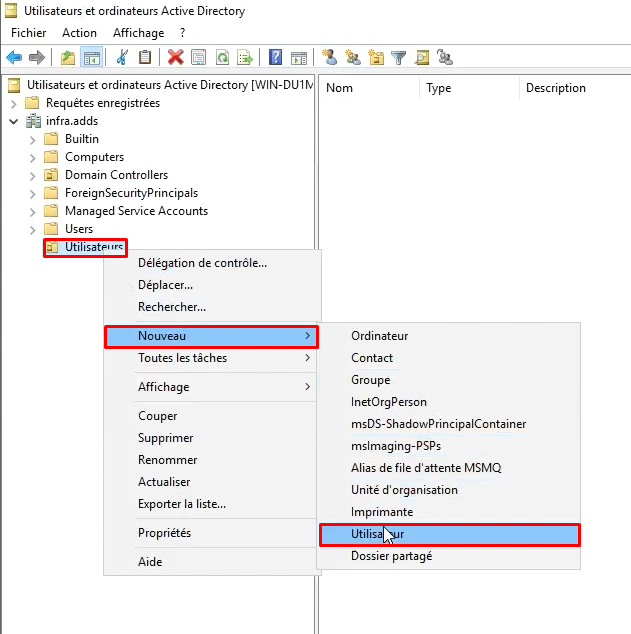 Utilisateurs et ordinateurs Active Directory
Fichier Action Affichage ?
Utilisateurs et ordinateurs Active Directory [WIN-DU1M
Nom Type Description
Requêtes enregistrées
infra.adds
Builtin
Computers
Domain Controllers
ForeignSecurityPrincipals
Managed Service Accounts
Users
Utilisateurs
Délégation de contrôle...
Déplacer...
Rechercher...
Nouveau
Toutes les tâches
Affichage
Couper
Supprimer
Renommer
Actualiser
Exporter la liste...
Propriétés
Aide
Ordinateur
Contact
Groupe
InetOrgPerson
msDS-ShadowPrincipalContainer
msImaging-PSPs
Alias de file d'attente MSMQ
Unité d'organisation
Imprimante
Utilisateur
Dossier partagé